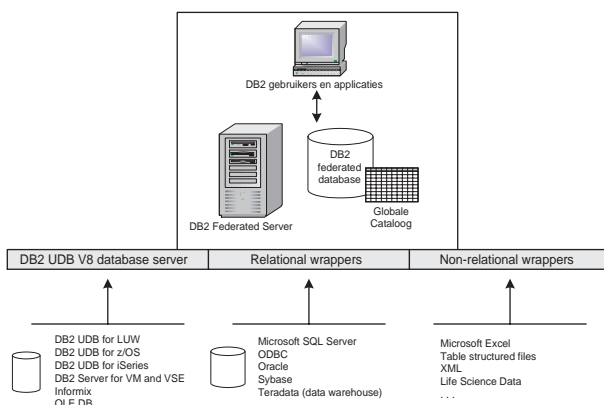 DB2 gebruikers en applicaties
DB2
federated
database
DB2 Federated Server
Globale
Cataloog
DB2 UDB V8 database server
Relational wrappers
Non-relational wrappers
DB2 UDB for LUW
DB2 UDB for z/OS
DB2 UDB for iSeries
DB2 Server for VM and VSE
Informix
OLE DB
Microsoft SQL Server
ODBC
Oracle
Sybase
Teradata (data warehouse)
Microsoft Excel
Table structured files
XML
Life Science Data
. . .